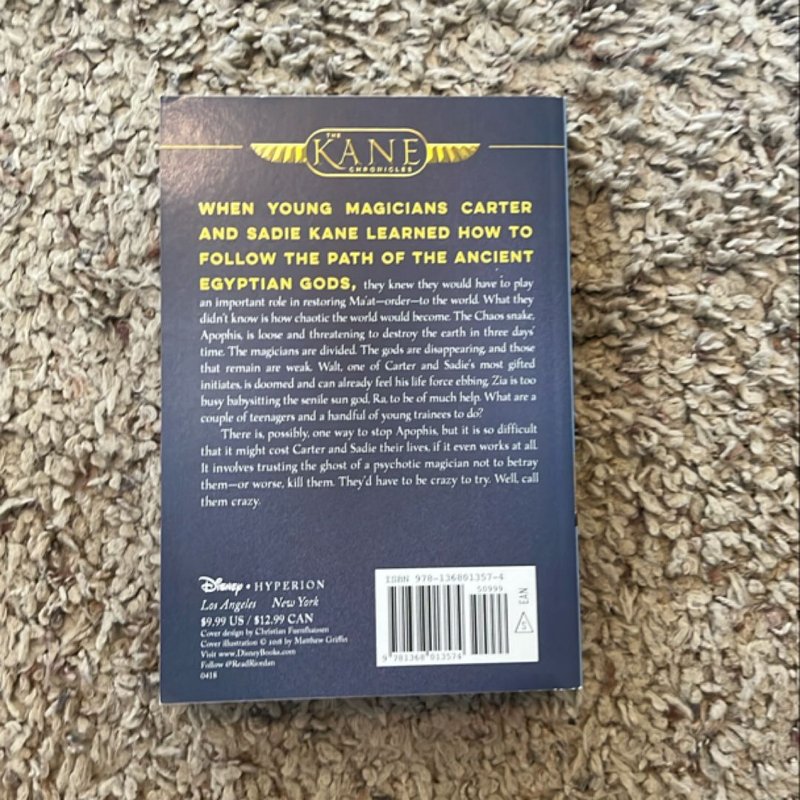 THE
KANE
CHRONICLES
WHEN YOUNG MAGICIANS CARTER
AND SADIE KANE LEARNED HOW TO
FOLLOW THE PATH OF THE ANCIENT
EGYPTIAN GODS, they knew they would have to play
an important role in restoring Ma'at—order—to the world. What they
didn't know is how chaotic the world would become. The Chaos snake,
Apophis, is loose and threatening to destroy the earth in three days'
time. The magicians are divided. The gods are disappearing, and those
that remain are weak. Walt, one of Carter and Sadie's most gifted
initiates, is doomed and can already feel his life force ebbing. Zia is too
busy babysitting the senile sun god, Ra, to be of much help. What are a
couple of teenagers and a handful of young trainees to do?
There is, possibly, one way to stop Apophis, but it is so difficult
that it might cost Carter and Sadie their lives, if it even works at all.
It involves trusting the ghost of a psychotic magician not to betray
them—or worse, kill them. They'd have to be crazy to try. Well, call
them crazy.
Disney • HYPERION
Los Angeles New York
$9.99 US / $12.99 CAN
Cover design by Christian Fuenfhausen
Cover illustration © 2018 by Matthew Griffin
Visit www.DisneyBooks.com
Follow @ReadRiordan
0418
ISBN 978-136801357-4
50999
EAN
S
9 781368 013574